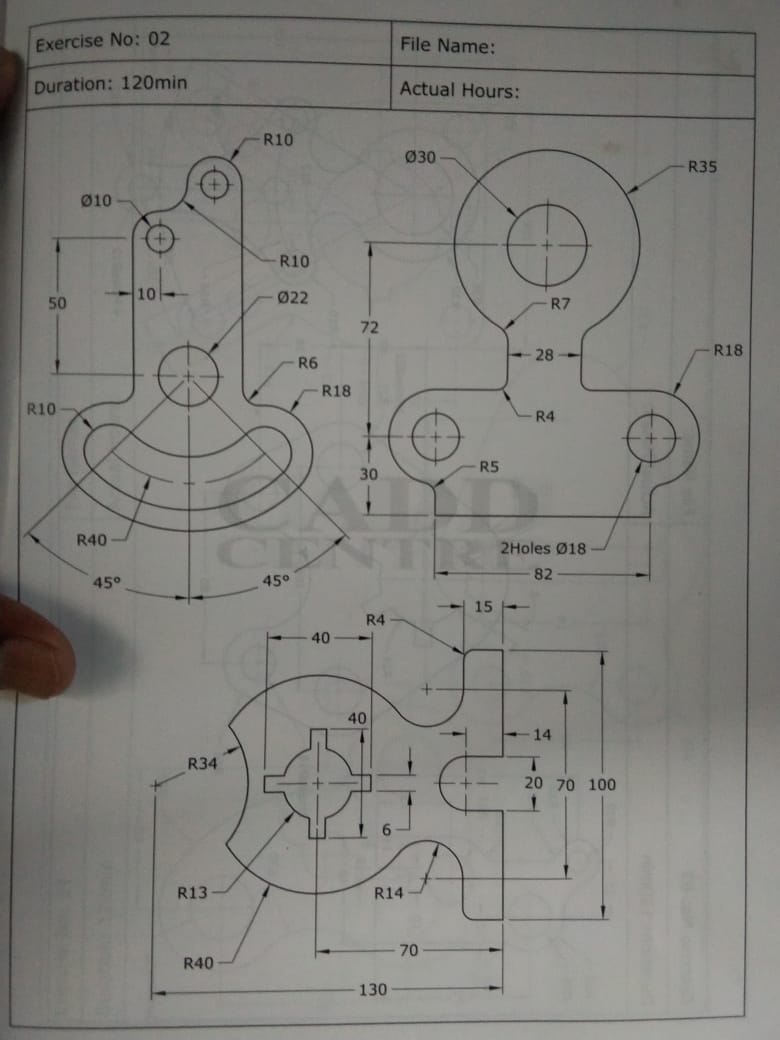 Exercise No: 02
File Name:
Duration: 120min
Actual Hours:
R10
Ø10
R10
50
10
Ø22
R6
R18
R10
R40
45°
45°
Ø30
R35
R7
72
28
R18
R4
R5
30
2Holes Ø18
82
CADD
CENTRE
15
R4
40
40
14
R34
20
70
100
6
R13
R14
R40
70
130